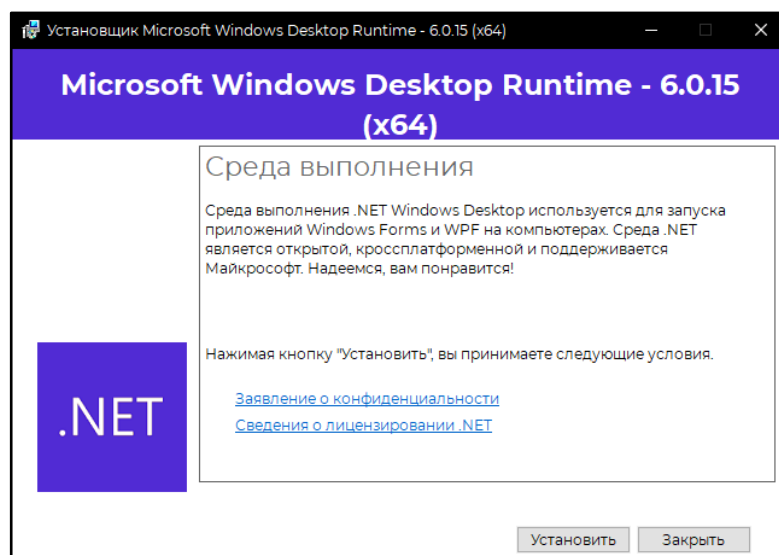 Установщик Microsoft Windows Desktop Runtime - 6.0.15 (x64)
Microsoft Windows Desktop Runtime - 6.0.15
(x64)
Среда выполнения
Среда выполнения .NET Windows Desktop используется для запуска
приложений Windows Forms и WPF на компьютерах. Среда .NET
является открытой, кроссплатформенной и поддерживается
Майкрософт. Надеемся, вам понравится!
Нажимая кнопку "Установить", вы принимаете следующие условия.
Заявление о конфиденциальности
Сведения о лицензировании .NET
.NET
Установить
Закрыть